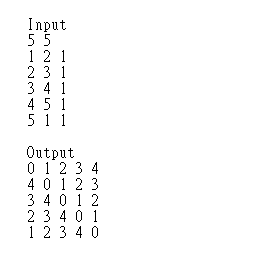 Input
5 5
1 2 1
2 3 1
3 4 1
4 5 1
5 1 1
Output
0 1 2 3 4
4 0 1 2 3
3 4 0 1 2
2 3 4 0 1
1 2 3 4 0